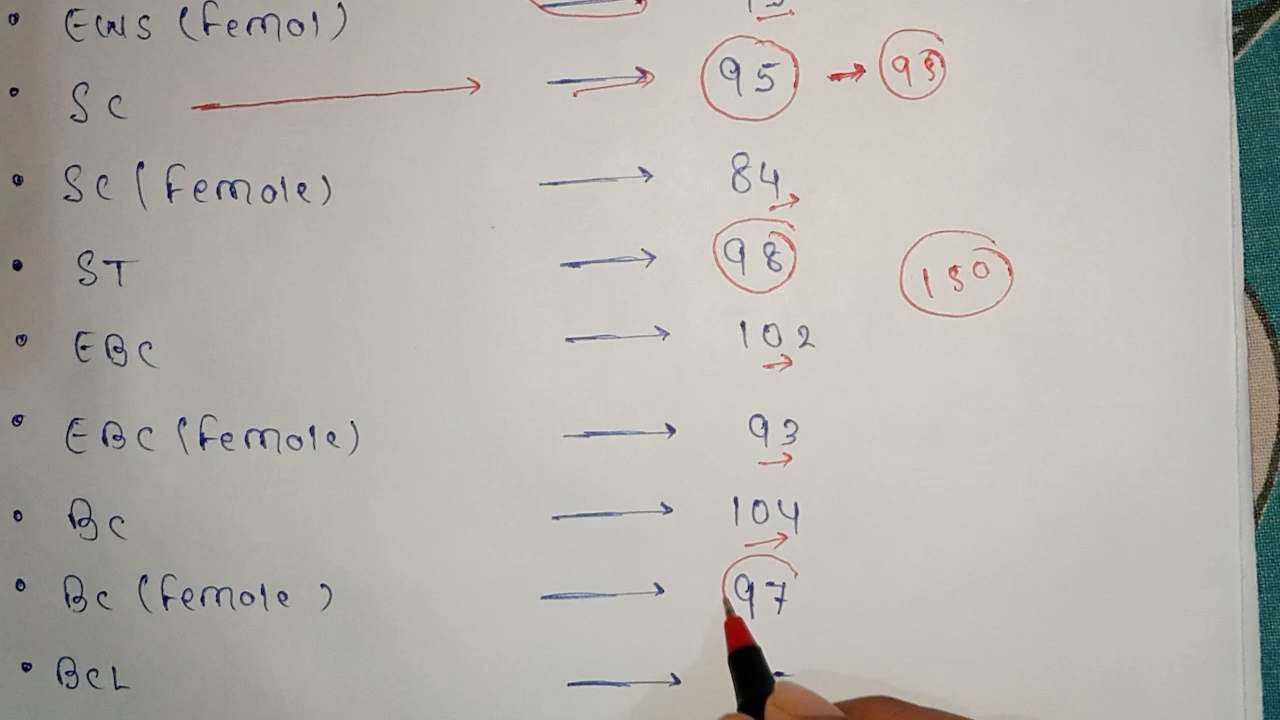 • EWS (Femal)
• SC → 95 → 95
• SC (Female) → 84
• ST → 98 150
• EBC → 102
• EBC (Female) → 93
• BC → 104
• BC (Female) → 97
• BCL →